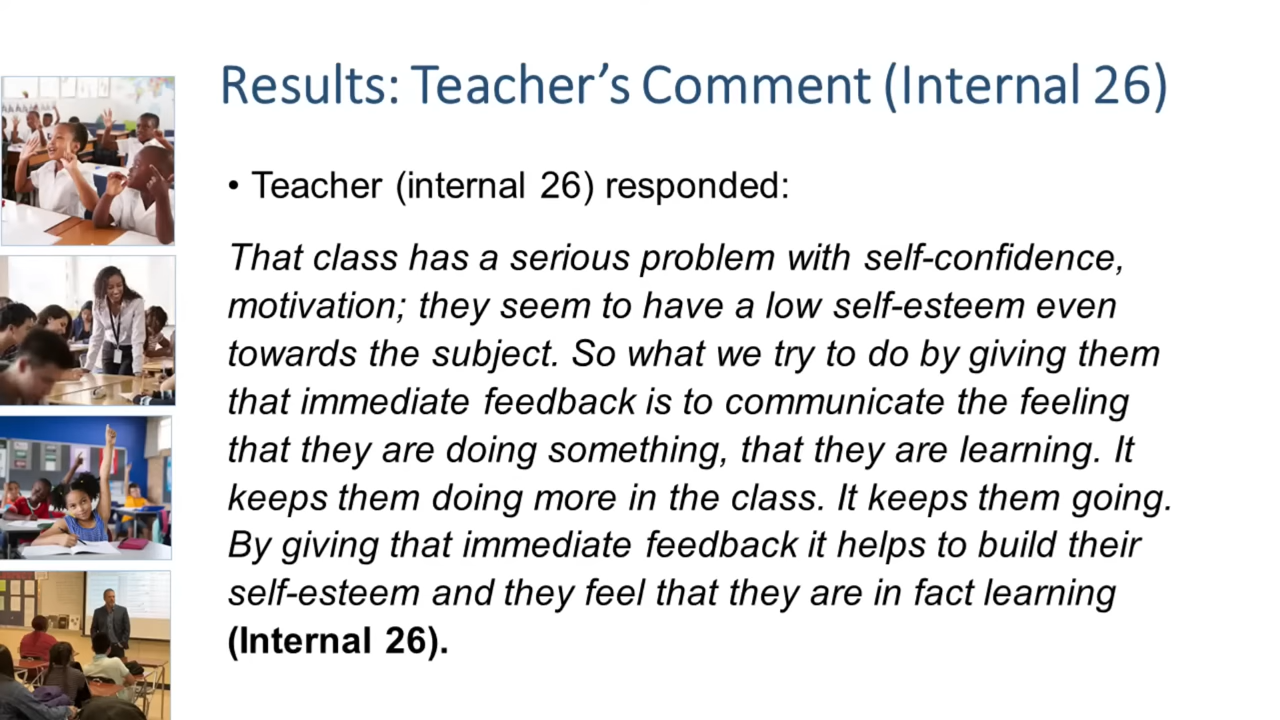 Results: Teacher’s Comment (Internal 26)
• Teacher (internal 26) responded:
That class has a serious problem with self-confidence,
motivation; they seem to have a low self-esteem even
towards the subject. So what we try to do by giving them
that immediate feedback is to communicate the feeling
that they are doing something, that they are learning. It
keeps them doing more in the class. It keeps them going.
By giving that immediate feedback it helps to build their
self-esteem and they feel that they are in fact learning
(Internal 26).